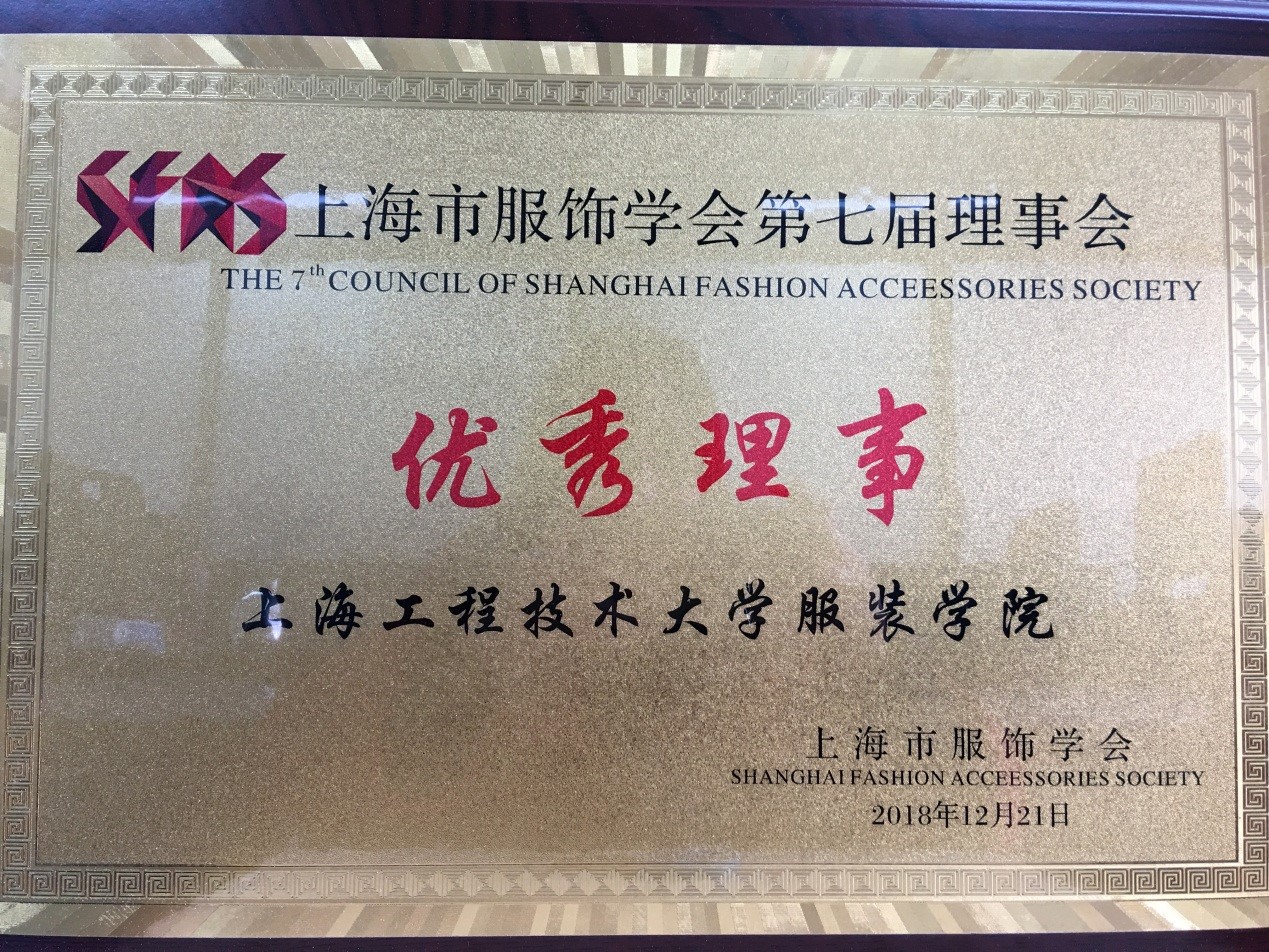 SFAS 上海市服饰学会第七届理事会
THE 7th COUNCIL OF SHANGHAI FASHION ACCEESSORIES SOCIETY
优秀理事
上海工程技术大学服装学院
上海市服饰学会
SHANGHAI FASHION ACCEESSORIES SOCIETY
2018年12月21日